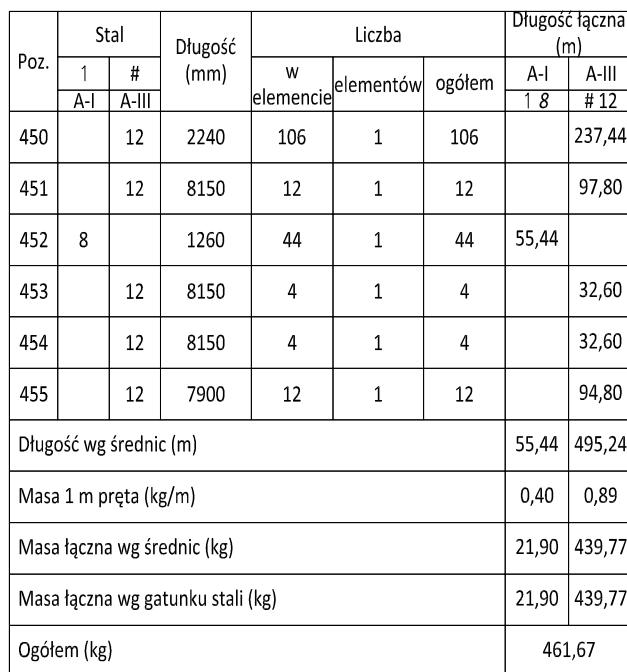 Poz. Stal Długość (mm) Liczba Długość łączna (m)
1 # w elemencie elementów ogółem A-I A-III
A-I A-III 1 8 # 12
450 12 2240 106 1 106 237,44
451 12 8150 12 1 12 97,80
452 8 1260 44 1 44 55,44
453 12 8150 4 1 4 32,60
454 12 8150 4 1 4 32,60
455 12 7900 12 1 12 94,80
Długość wg średnic (m) 55,44 495,24
Masa 1 m pręta (kg/m) 0,40 0,89
Masa łączna wg średnic (kg) 21,90 439,77
Masa łączna wg gatunku stali (kg) 21,90 439,77
Ogółem (kg) 461,67